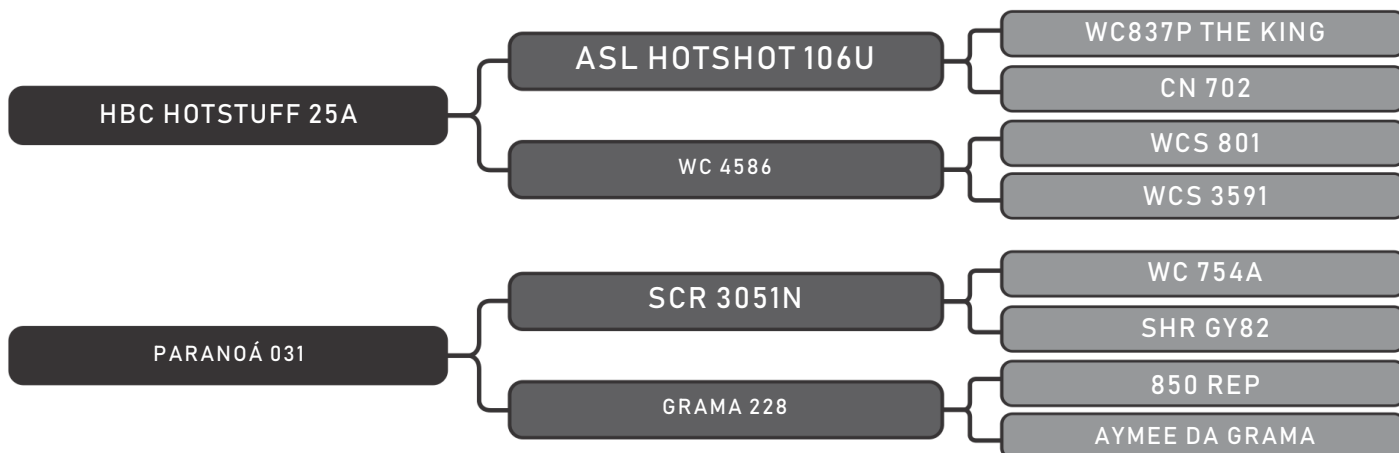 HBC HOTSTUFF 25A
ASL HOTSHOT 106U
WC837P THE KING
CN 702
WC 4586
WCS 801
WCS 3591
PARANOÁ 031
SCR 3051N
WC 754A
SHR GY82
GRAMA 228
850 REP
AYMEE DA GRAMA